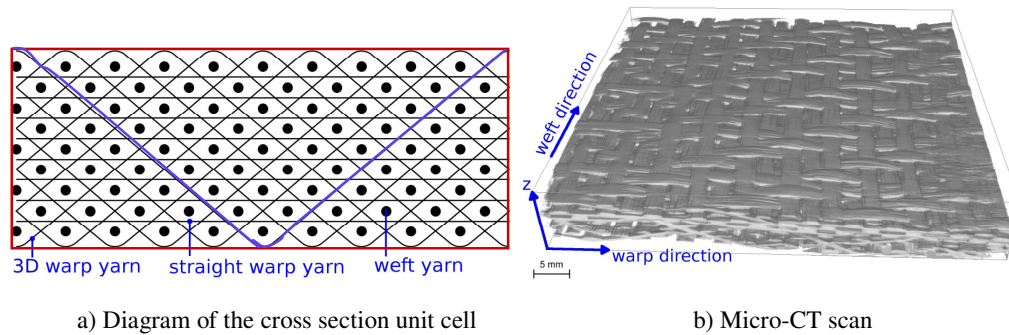 3D warp yarn
straight warp yarn
weft yarn
a) Diagram of the cross section unit cell
weft direction
z
warp direction
5 mm
b) Micro-CT scan